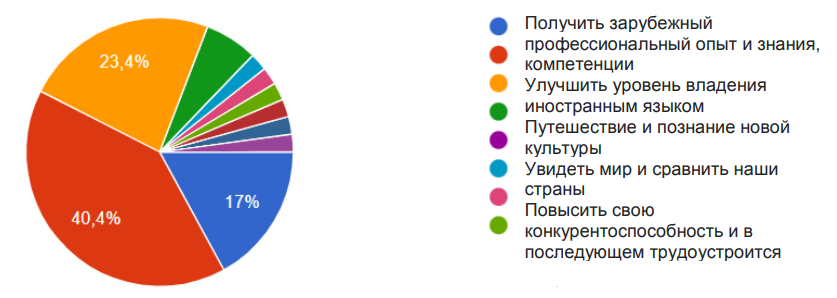 23,4%
17%
40,4%
Получить зарубежный
профессиональный опыт и знания,
компетенции
Улучшить уровень владения
иностранным языком
Путешествие и познание новой
культуры
Увидеть мир и сравнить наши
страны
Повысить свою
конкурентоспособность и в
последующем трудоустроится